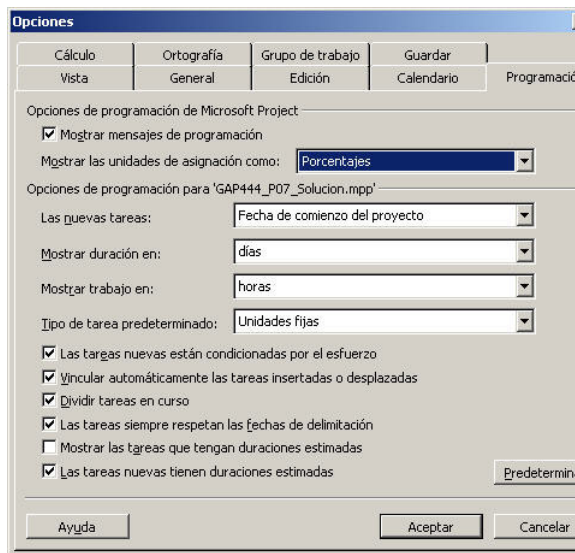 Opciones
Cálculo Ortografía Grupo de trabajo Guardar
Vista General Edición Calendario Programació
Opciones de programación de Microsoft Project
Mostrar mensajes de programación
Mostrar las unidades de asignación como: Porcentajes
Opciones de programación para 'GAP444_P07_Solucion.mpp'
Las nuevas tareas: Fecha de comienzo del proyecto
Mostrar duración en: días
Mostrar trabajo en: horas
Tipo de tarea predeterminado: Unidades fijas
Las tareas nuevas están condicionadas por el esfuerzo
Vincular automáticamente las tareas insertadas o desplazadas
Dividir tareas en curso
Las tareas siempre respetan las fechas de delimitación
Mostrar las tareas que tengan duraciones estimadas
Las tareas nuevas tienen duraciones estimadas
Predetermina
Ayuda Aceptar Cancelar